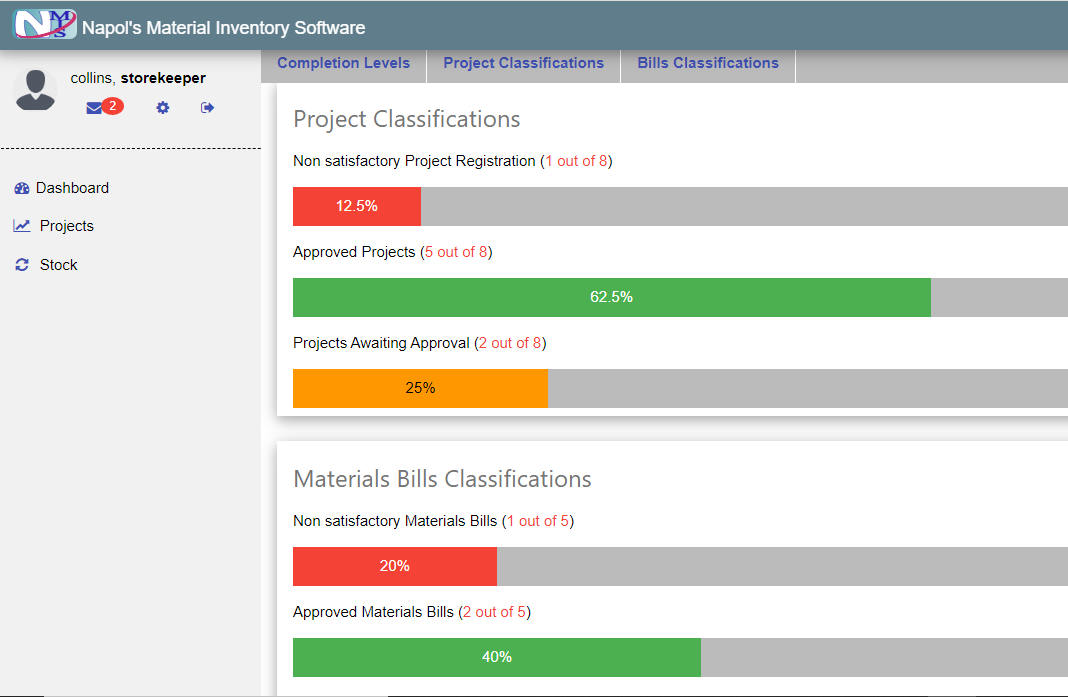 NMIS
Napol's Material Inventory Software
collins, storekeeper
2
Dashboard
Projects
Stock
Completion Levels
Project Classifications
Bills Classifications
Project Classifications
Non satisfactory Project Registration (1 out of 8)
12.5%
Approved Projects (5 out of 8)
62.5%
Projects Awaiting Approval (2 out of 8)
25%
Materials Bills Classifications
Non satisfactory Materials Bills (1 out of 5)
20%
Approved Materials Bills (2 out of 5)
40%